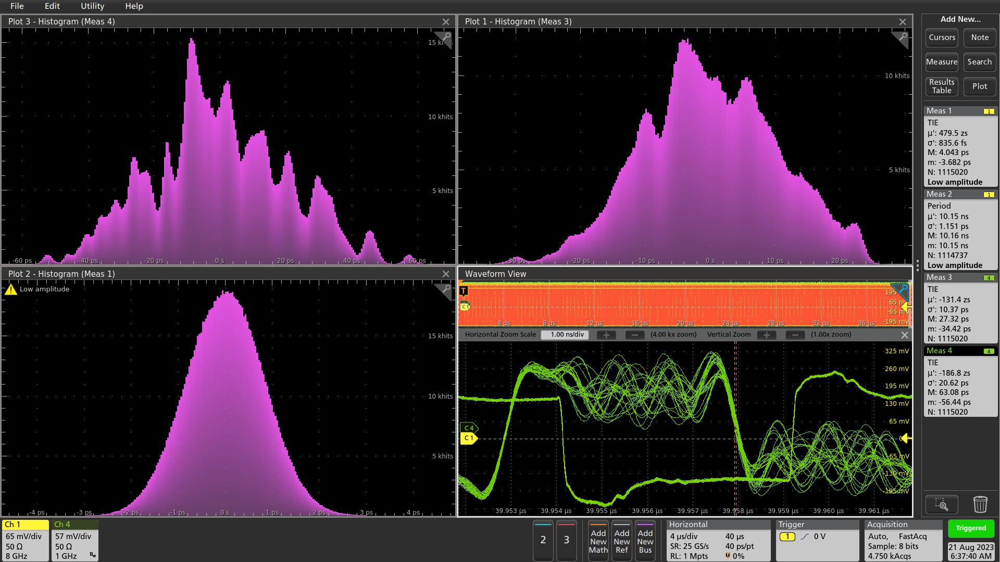 File Edit Utility Help
Plot 3 - Histogram (Meas 4)
10 khits
5 khits
-60 ps -40 ps -20 ps 0 s 20 ps 40 ps 60 ps
Plot 1 - Histogram (Meas 3)
10 khits
5 khits
-30 ps -20 ps -10 ps 0 s 10 ps 20 ps
Plot 2 - Histogram (Meas 1)
Low amplitude
15 khits
10 khits
5 khits
-4 ps -3 ps -2 ps -1 ps 0 s 1 ps 2 ps 3 ps 4 ps
Waveform View
T
C 1
195
65 mV
-65 mV
-195 mV
4 µs 8 µs 12 µs 16 µs 20 µs 24 µs 28 µs 32 µs 36 µs
Horizontal Zoom Scale 1.00 ns/div + − (4.00 kx zoom) Vertical Zoom + − (1.00x zoom)
325 mV
260 mV
195 mV
130 mV
65 mV
-65 mV
-130 mV
-195 mV
C 4
C 1
39.953 µs 39.954 µs 39.955 µs 39.956 µs 39.957 µs 39.958 µs 39.959 µs 39.960 µs 39.961 µs
Add New...
Cursors Note
Measure Search
Results Table Plot
Meas 1 1
TIE
µ': 479.5 zs
σ': 835.6 fs
M: 4.043 ps
m: -3.682 ps
N: 1115020
Low amplitude
Meas 2 1
Period
µ': 10.15 ns
σ': 1.151 ps
M: 10.16 ns
m: 10.15 ns
N: 1114737
Low amplitude
Meas 3 4
TIE
µ': -131.4 zs
σ': 10.37 ps
M: 27.32 ps
m: -34.42 ps
N: 1115020
Meas 4 4
TIE
µ': -186.8 zs
σ': 20.62 ps
M: 63.08 ps
m: -56.44 ps
N: 1115020
Ch 1
65 mV/div
50 Ω
8 GHz
Ch 4
57 mV/div
50 Ω
1 GHz Bw
2
3
Add New Math
Add New Ref
Add New Bus
Horizontal
4 µs/div 40 µs
SR: 25 GS/s 40 ps/pt
RL: 1 Mpts T 0%
Trigger
1 0 V
Acquisition
Auto, FastAcq
Sample: 8 bits
4.750 kAcqs
Triggered
21 Aug 2023
6:37:40 AM